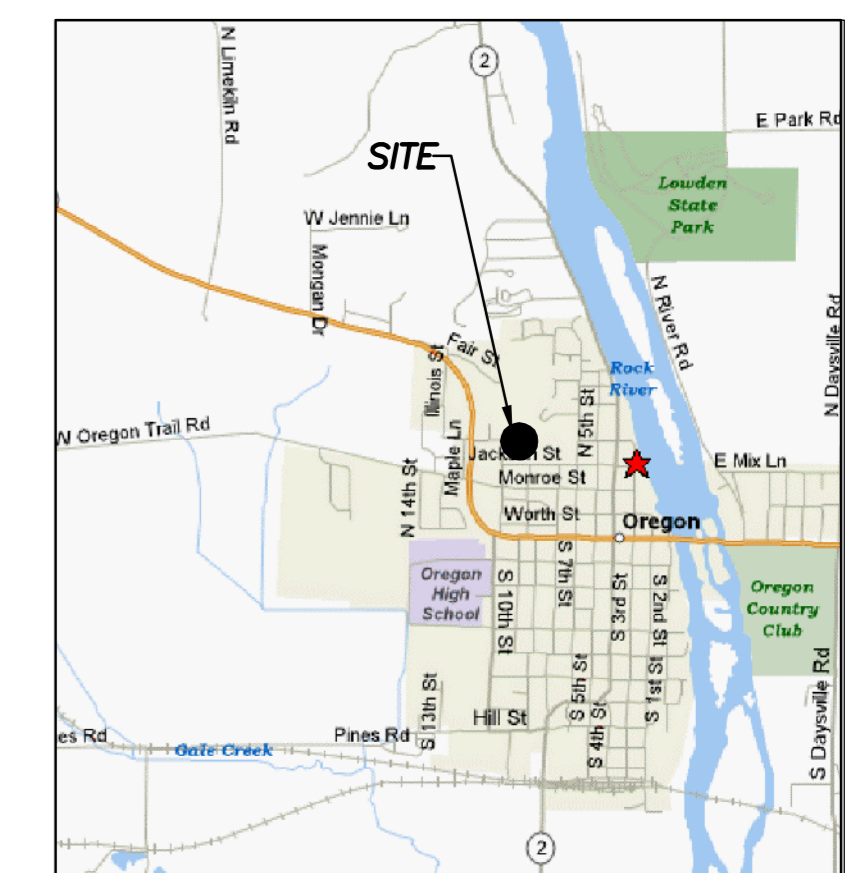 N Limekiln Rd
2
E Park Rd
SITE
Lowden
State
Park
W Jennie Ln
Mongan Dr
N River Rd
N Daysville Rd
Fair St
Illinois St
Rock
River
N 5th St
W Oregon Trail Rd
Maple Ln
Jackson St
E Mix Ln
N 14th St
Monroe St
Worth St
Oregon
S 7th St
Oregon
High
School
S 10th St
S 3rd St
S 2nd St
Oregon
Country
Club
S 1st St
S 5th St
S 13th St
Hill St
S 4th St
S Daysville Rd
es Rd
Gale Creek
Pines Rd
2